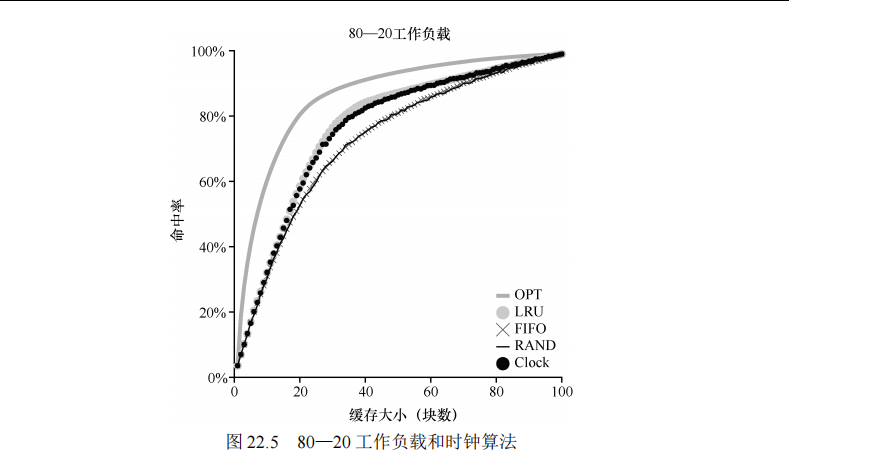 80—20工作负载
100%
80%
60%
40%
20%
0%
命中率
OPT
LRU
FIFO
RAND
Clock
0 20 40 60 80 100
缓存大小（块数）
图 22.5 80—20 工作负载和时钟算法